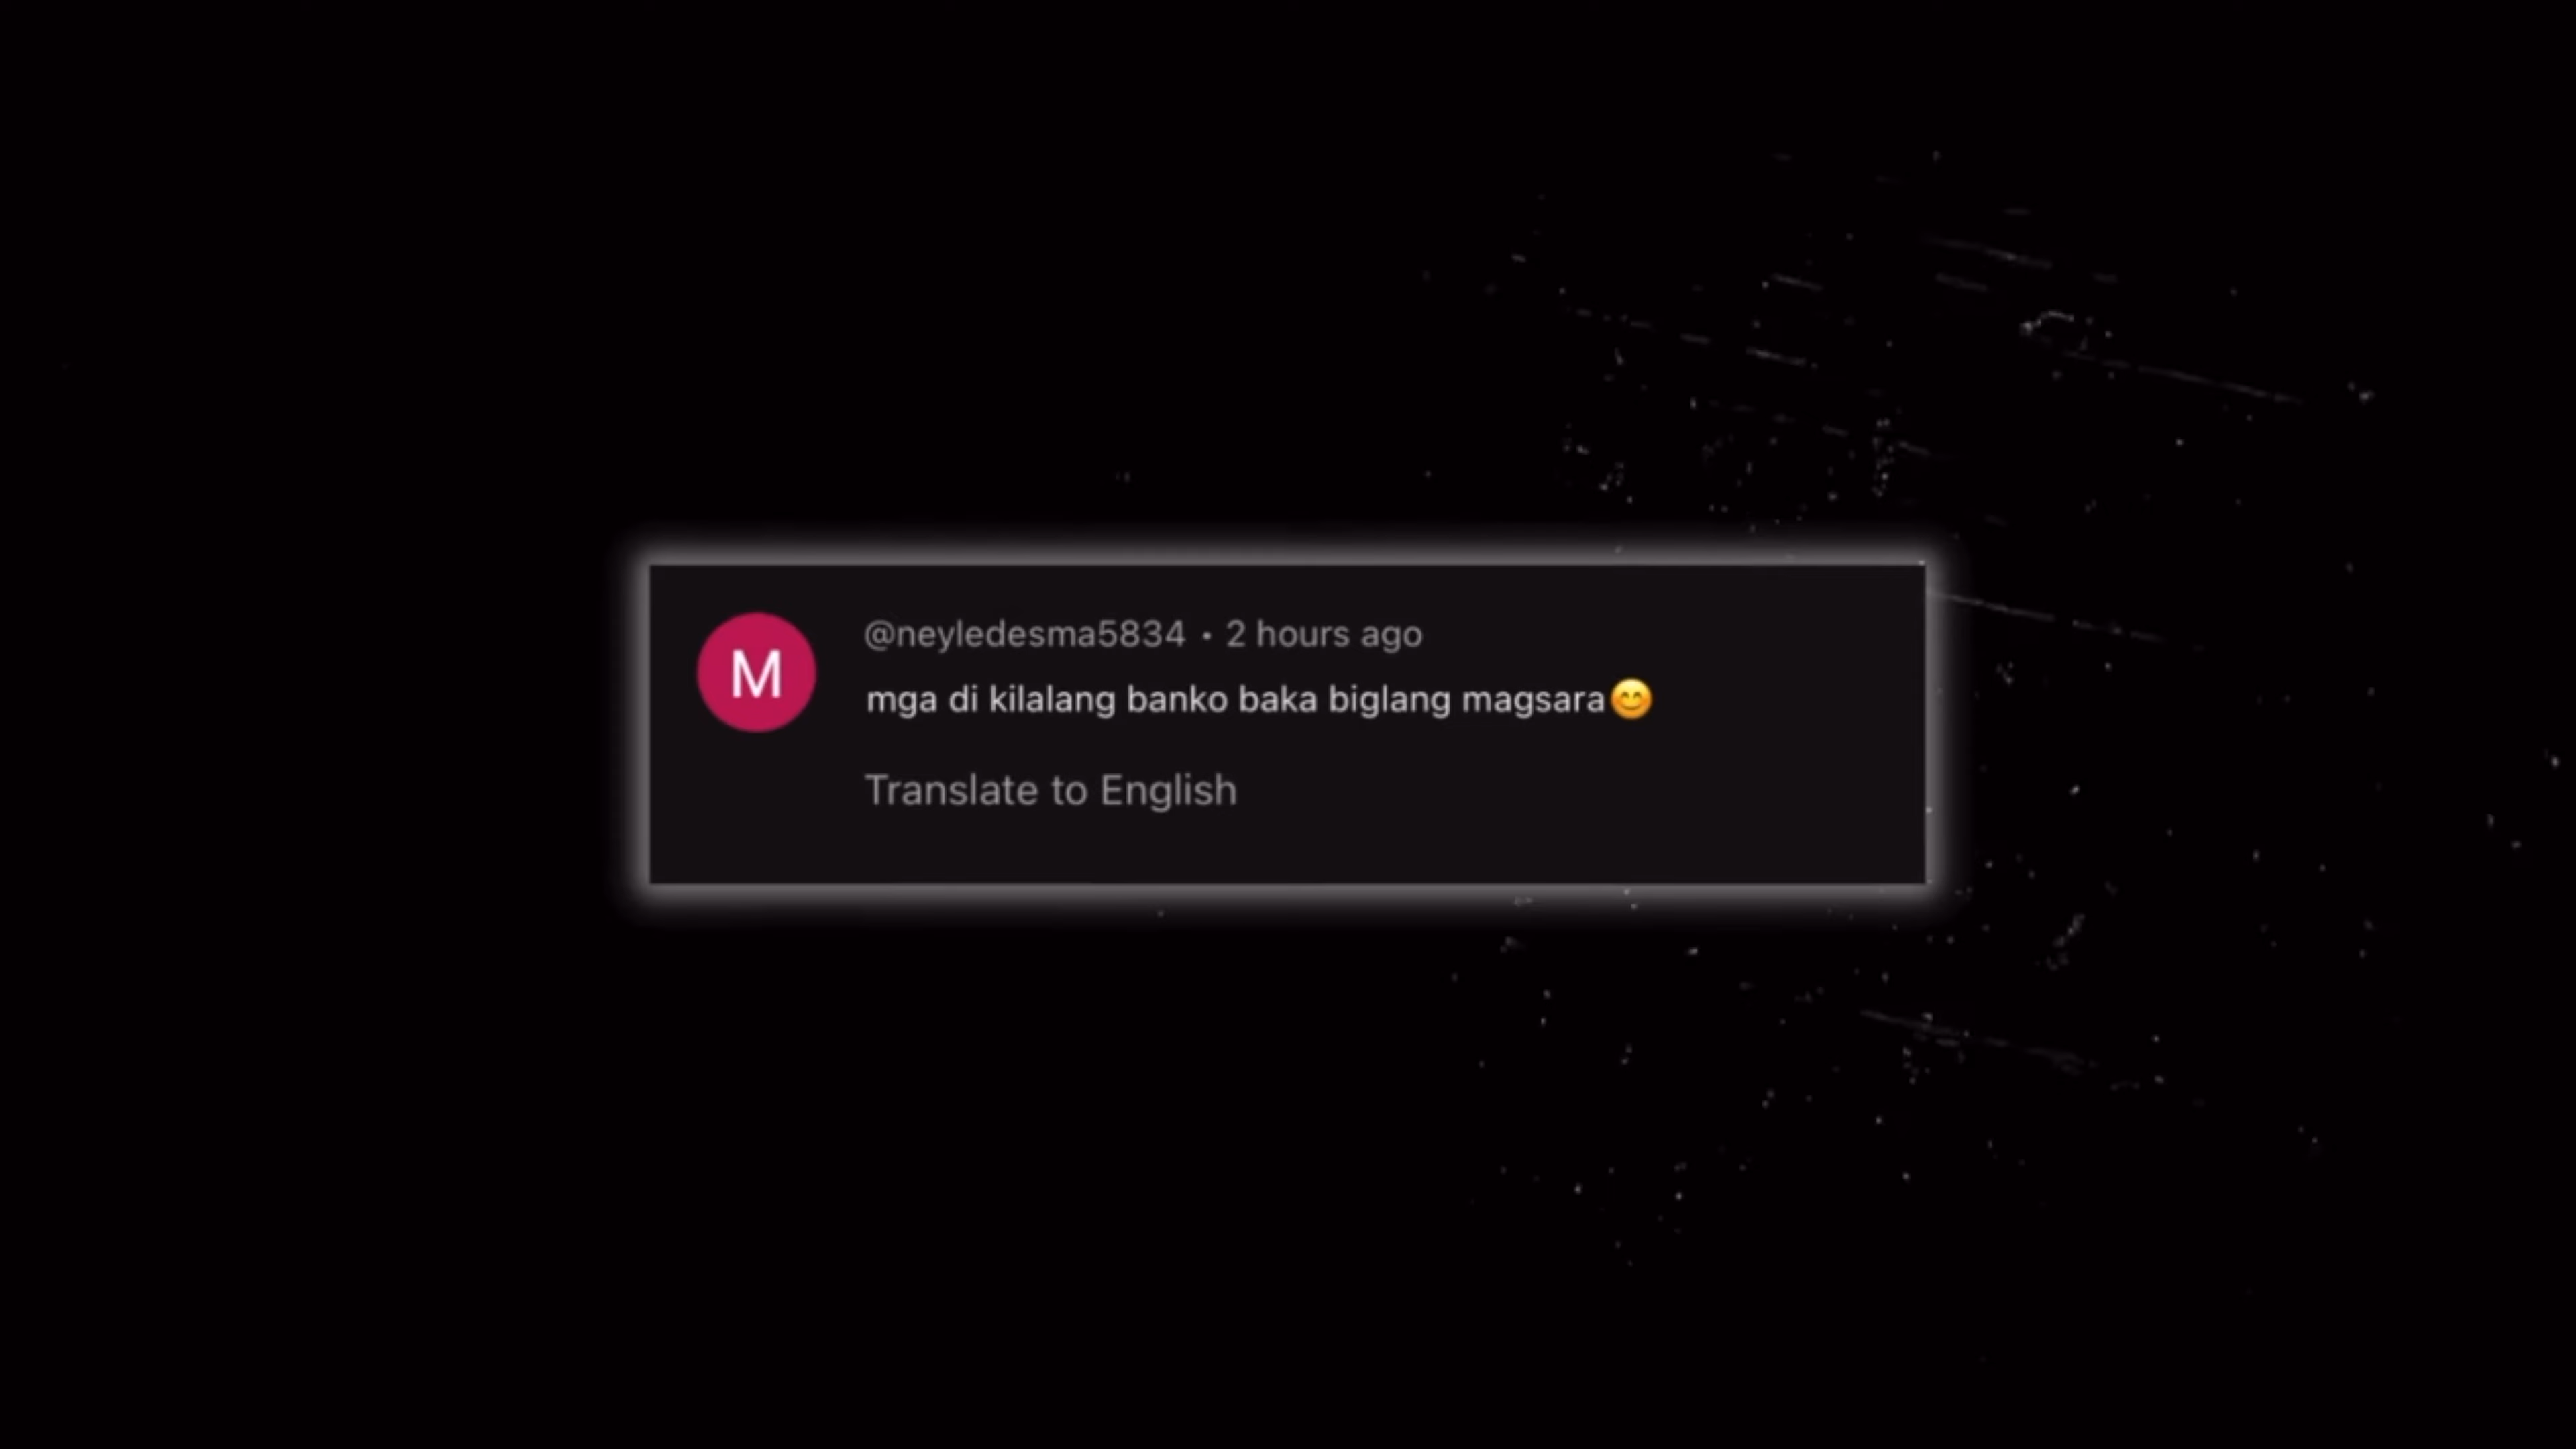 M
@neyledesma5834 • 2 hours ago
mga di kilalang banko baka biglang magsara😊
Translate to English